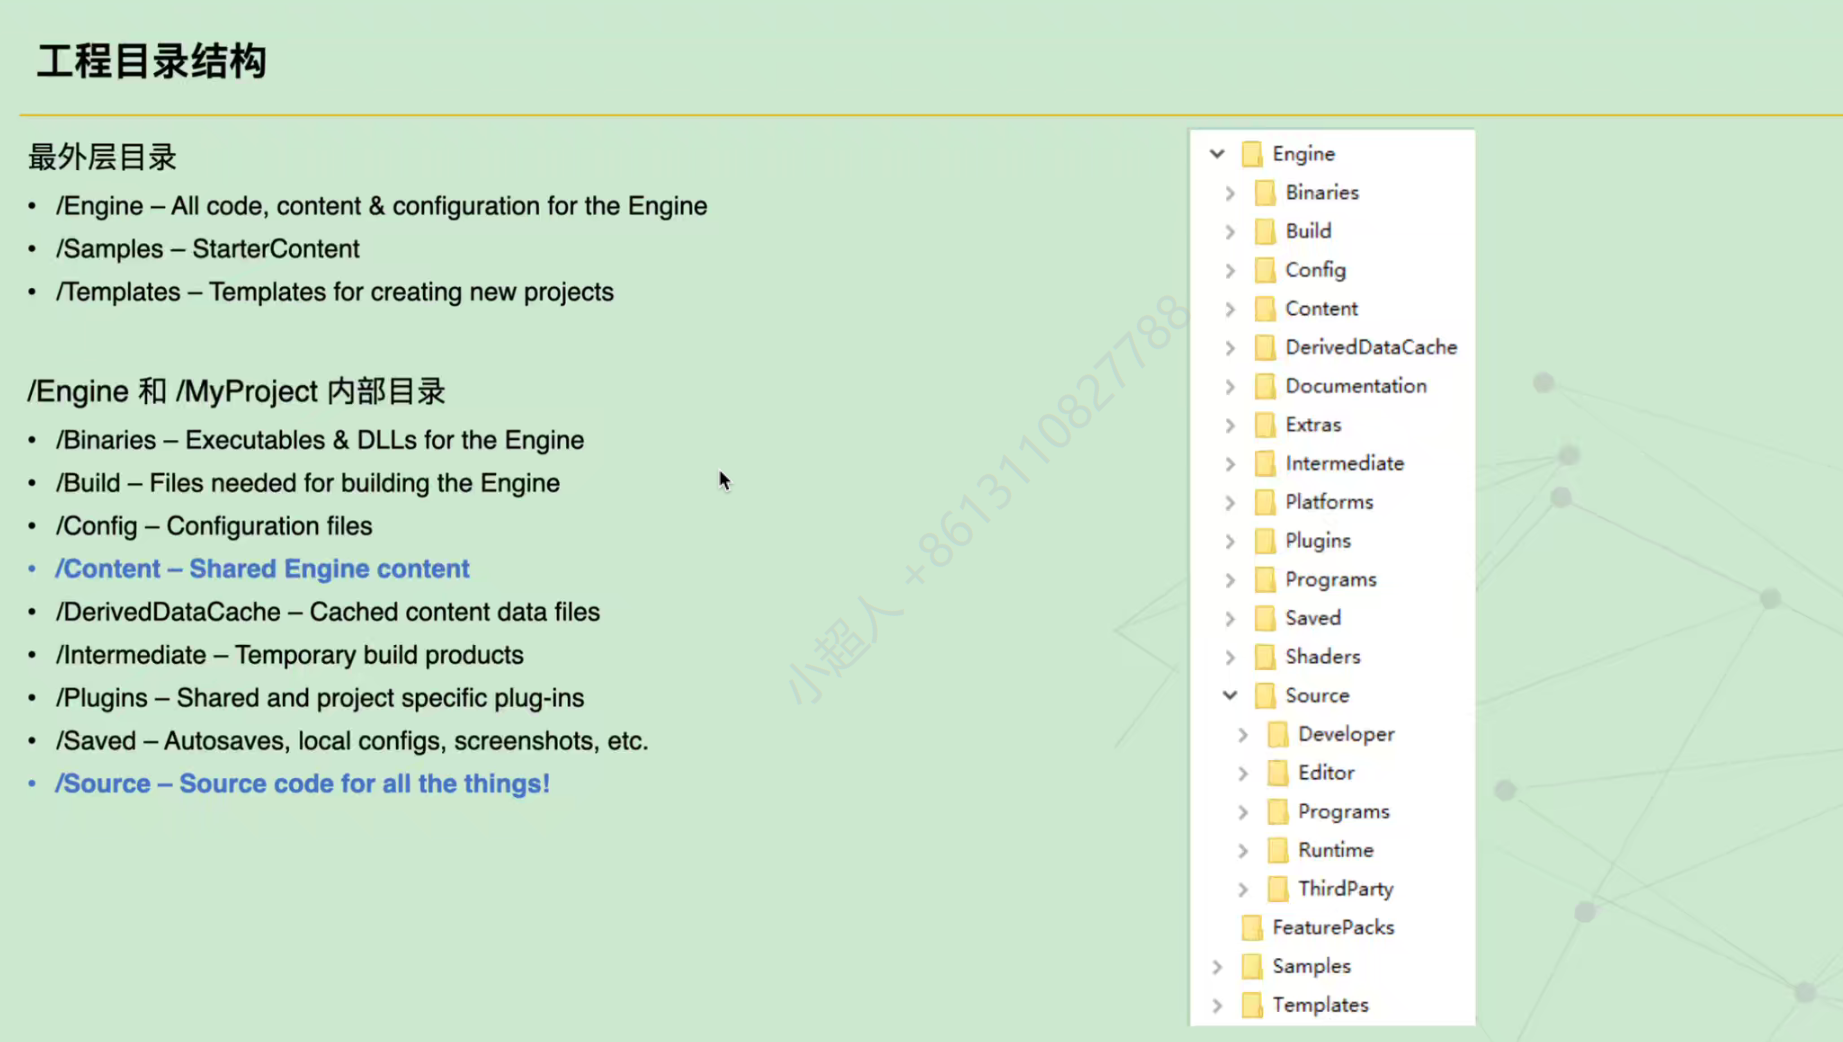 工程目录结构
最外层目录
• /Engine – All code, content & configuration for the Engine
• /Samples – StarterContent
• /Templates – Templates for creating new projects
/Engine 和 /MyProject 内部目录
• /Binaries – Executables & DLLs for the Engine
• /Build – Files needed for building the Engine
• /Config – Configuration files
• /Content – Shared Engine content
• /DerivedDataCache – Cached content data files
• /Intermediate – Temporary build products
• /Plugins – Shared and project specific plug-ins
• /Saved – Autosaves, local configs, screenshots, etc.
• /Source – Source code for all the things!
小超人 +8613110827788
Engine
Binaries
Build
Config
Content
DerivedDataCache
Documentation
Extras
Intermediate
Platforms
Plugins
Programs
Saved
Shaders
Source
Developer
Editor
Programs
Runtime
ThirdParty
FeaturePacks
Samples
Templates